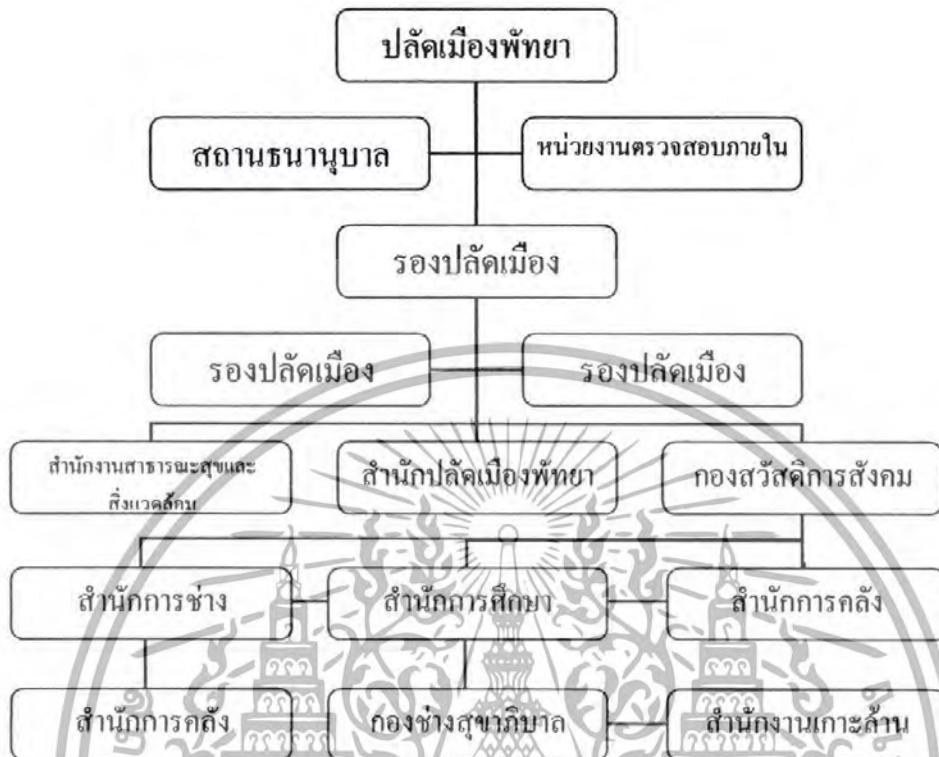 ปลัดเมืองพัทยา
สถานธนานุบาล
หน่วยงานตรวจสอบภายใน
รองปลัดเมือง
รองปลัดเมือง
รองปลัดเมือง
สำนักงานสาธารณะสุขและ
สิ่งแวดล้อม
สำนักปลัดเมืองพัทยา
กองสวัสดิการสังคม
สำนักการช่าง
สำนักการศึกษา
สำนักการคลัง
สำนักการคลัง
กองช่างสุขาภิบาล
สำนักงานเกาะล้าน